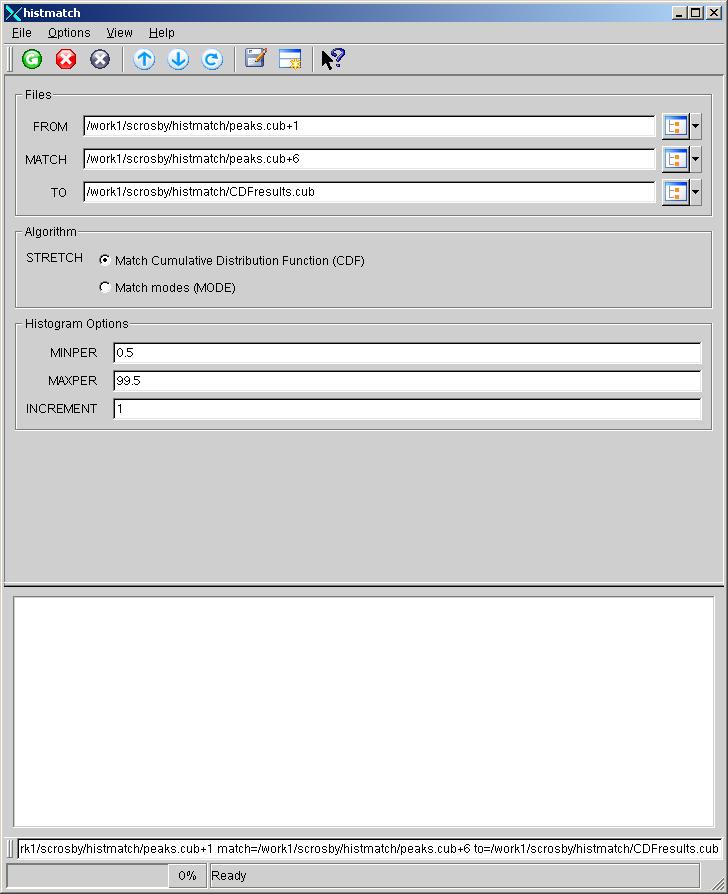 histmatch
File Options View Help
Files
FROM /work1/scrosby/histmatch/peaks.cub+1
MATCH /work1/scrosby/histmatch/peaks.cub+6
TO /work1/scrosby/histmatch/CDFresults.cub
Algorithm
STRETCH Match Cumulative Distribution Function (CDF)
Match modes (MODE)
Histogram Options
MINPER 0.5
MAXPER 99.5
INCREMENT 1
rk1/scrosby/histmatch/peaks.cub+1 match=/work1/scrosby/histmatch/peaks.cub+6 to=/work1/scrosby/histmatch/CDFresults.cub
0% Ready